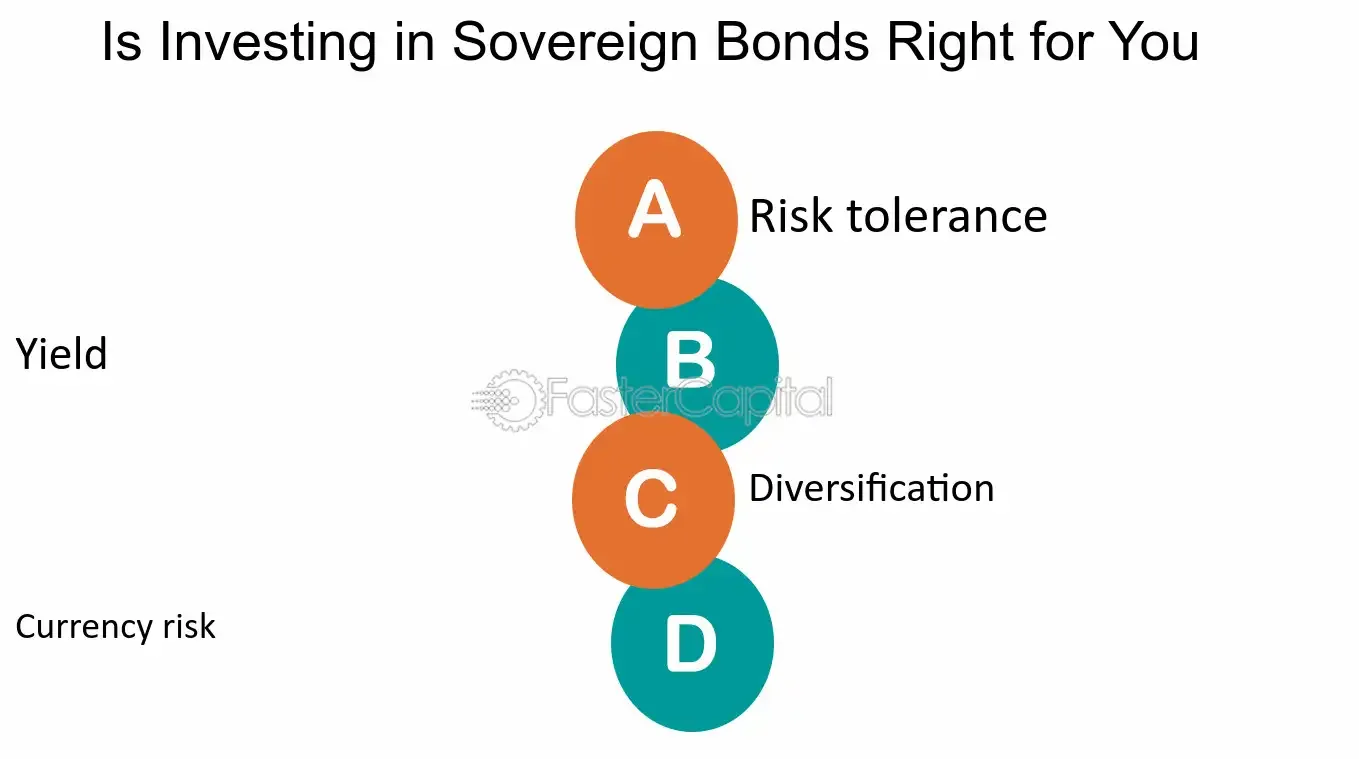 Is Investing in Sovereign Bonds Right for You
A
Risk tolerance
Yield
B
FasterCapital
C
Diversification
Currency risk
D